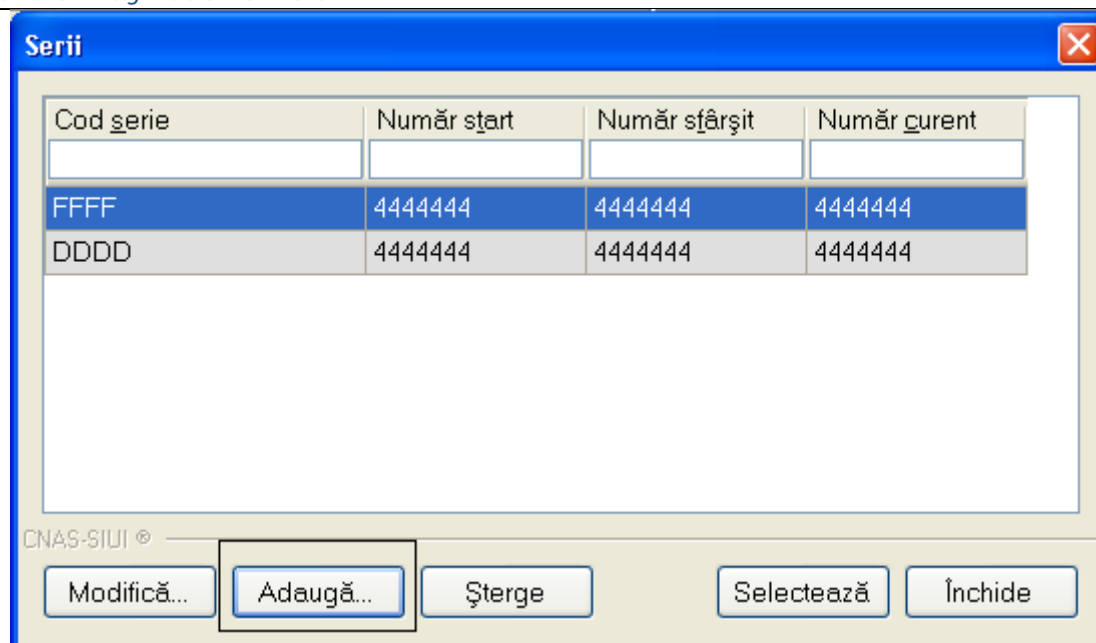 Serii
Cod serie Număr start Număr sfârşit Număr curent
FFFF 4444444 4444444 4444444
DDDD 4444444 4444444 4444444
CNAS-SIUI ®
Modifică... Adaugă... Şterge Selectează Închide